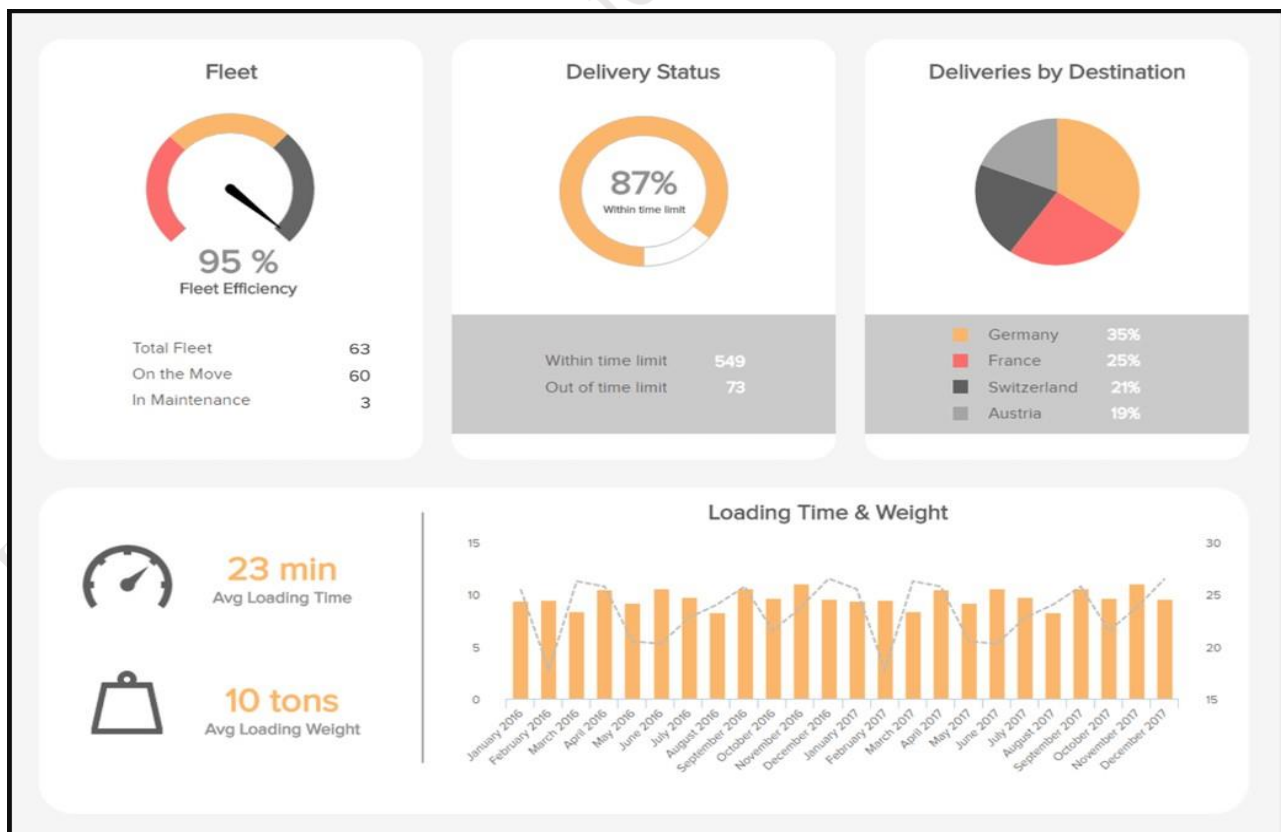 Fleet
95 %
Fleet Efficiency
Total Fleet 63
On the Move 60
In Maintenance 3
Delivery Status
87%
Within time limit
Within time limit 549
Out of time limit 73
Deliveries by Destination
Germany 35%
France 25%
Switzerland 21%
Austria 19%
23 min
Avg Loading Time
10 tons
Avg Loading Weight
Loading Time & Weight
15
10
5
0
30
25
20
15
January 2016
February 2016
March 2016
April 2016
May 2016
June 2016
July 2016
August 2016
September 2016
October 2016
November 2016
December 2016
January 2017
February 2017
March 2017
April 2017
May 2017
June 2017
July 2017
August 2017
September 2017
October 2017
November 2017
December 2017